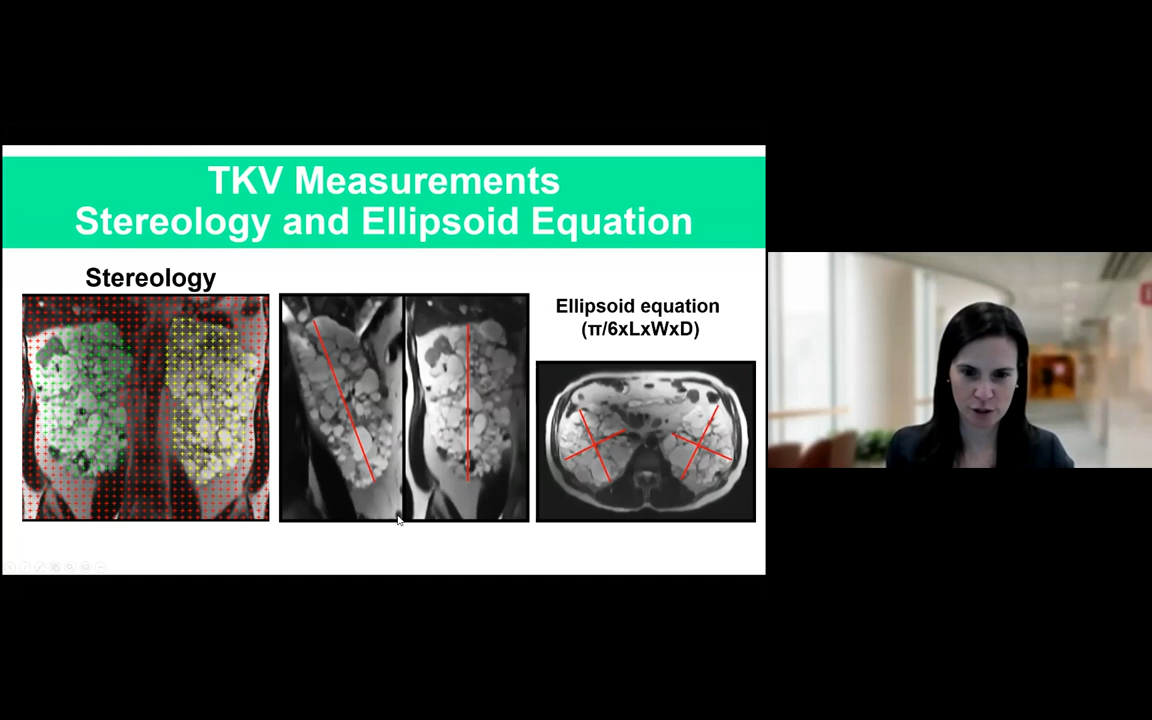 TKV Measurements
Stereology and Ellipsoid Equation
Stereology
Ellipsoid equation
(π/6xLxWxD)